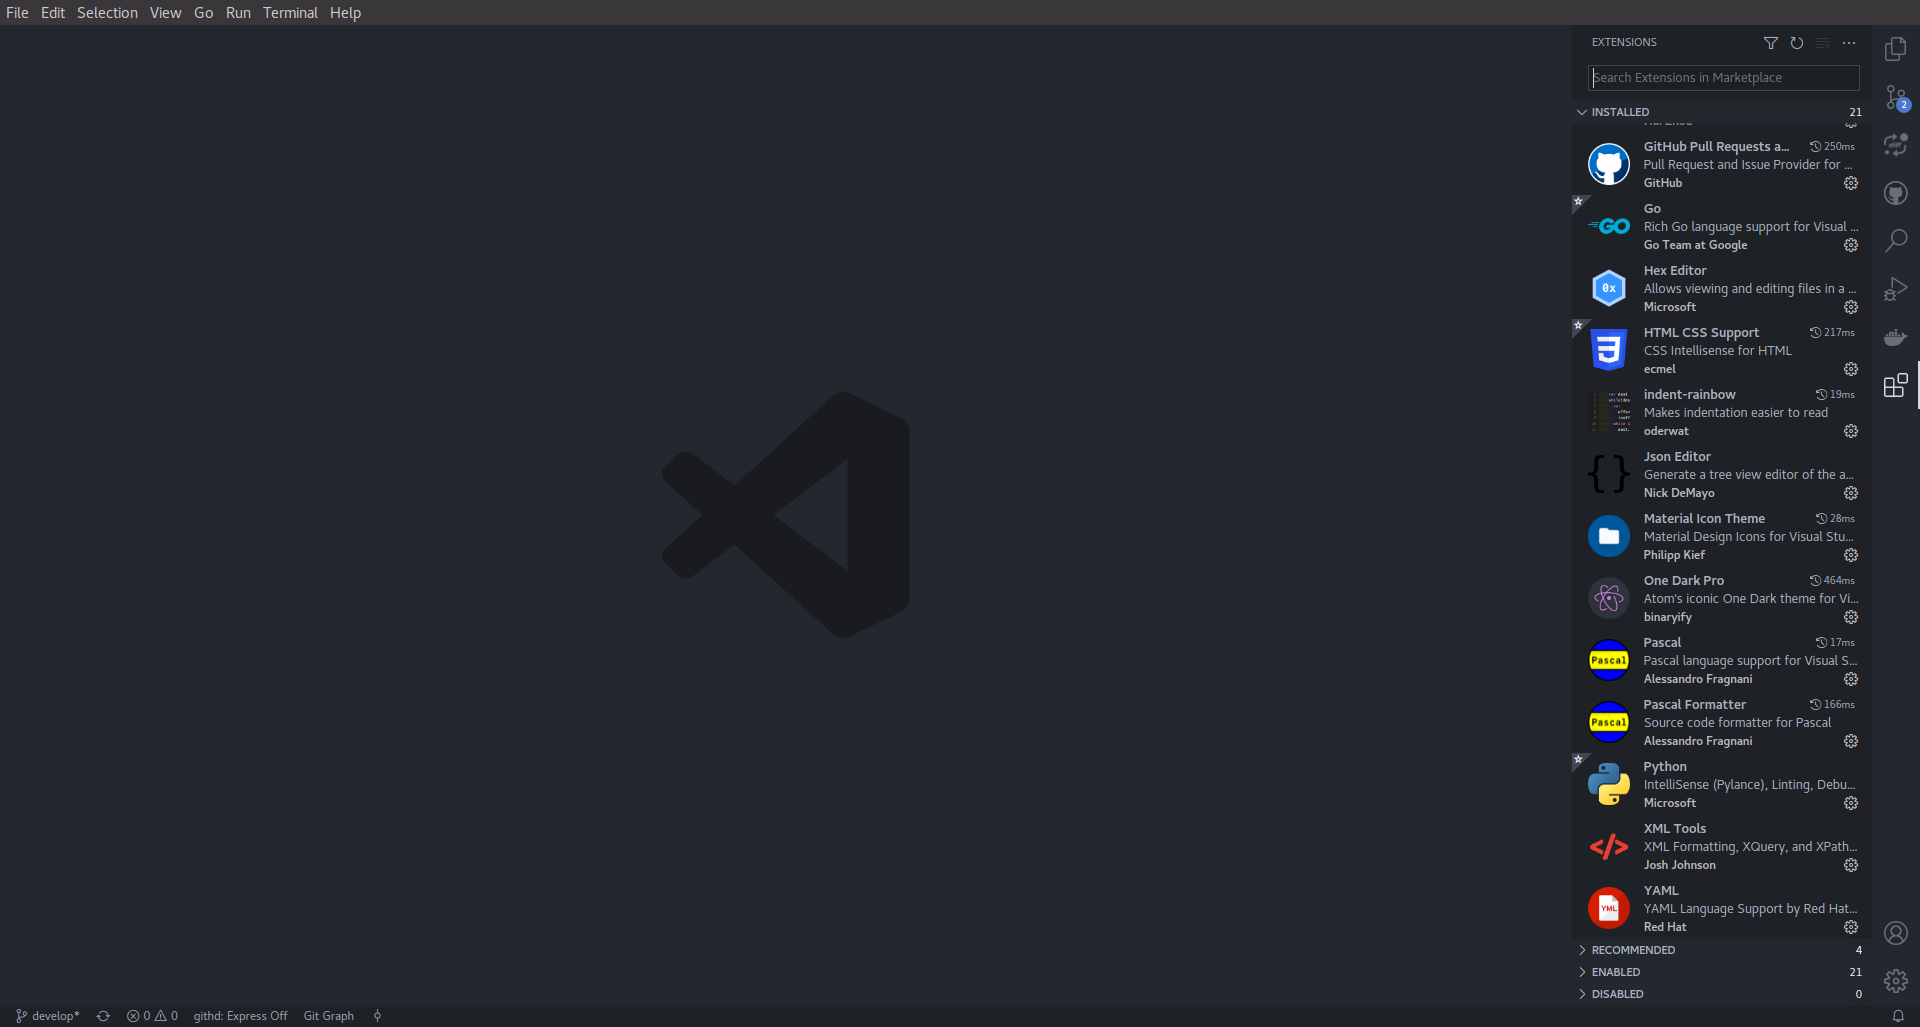 File Edit Selection View Go Run Terminal Help
EXTENSIONS
Search Extensions in Marketplace
INSTALLED 21
GitHub Pull Requests a... 250ms
Pull Request and Issue Provider for ...
GitHub
Go
Rich Go language support for Visual ...
Go Team at Google
Hex Editor
0x
Allows viewing and editing files in a ...
Microsoft
HTML CSS Support 217ms
CSS Intellisense for HTML
ecmel
indent-rainbow 19ms
Makes indentation easier to read
oderwat
Json Editor
{} Generate a tree view editor of the a...
Nick DeMayo
Material Icon Theme 28ms
Material Design Icons for Visual Stu...
Philipp Kief
One Dark Pro 464ms
Atom's iconic One Dark theme for Vi...
binaryify
Pascal 17ms
Pascal Pascal language support for Visual S...
Alessandro Fragnani
Pascal Formatter 166ms
Pascal Source code formatter for Pascal
Alessandro Fragnani
Python
IntelliSense (Pylance), Linting, Debu...
Microsoft
XML Tools
</> XML Formatting, XQuery, and XPath...
Josh Johnson
YAML
YML YAML Language Support by Red Hat...
Red Hat
RECOMMENDED 4
ENABLED 21
DISABLED 0
2
diff
develop* 0 0 githd: Express Off Git Graph